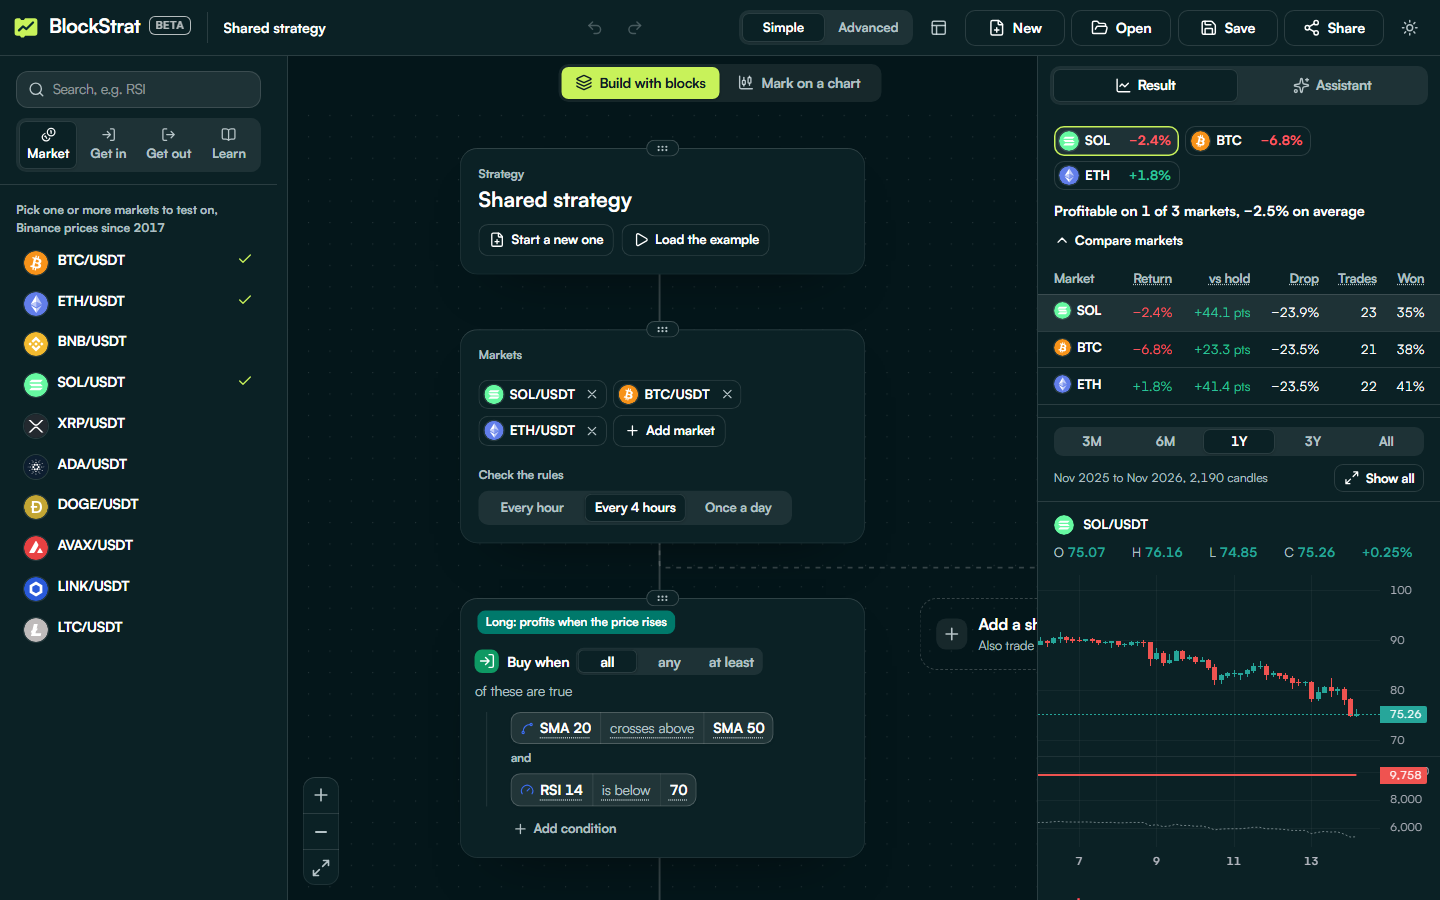 BlockStrat BETA
Shared strategy
Simple
Advanced
New
Open
Save
Share
Search, e.g. RSI
Market
Get in
Get out
Learn
Pick one or more markets to test on,
Binance prices since 2017
BTC/USDT
ETH/USDT
BNB/USDT
SOL/USDT
XRP/USDT
ADA/USDT
DOGE/USDT
AVAX/USDT
LINK/USDT
LTC/USDT
Build with blocks
Mark on a chart
Strategy
Shared strategy
Start a new one
Load the example
Markets
SOL/USDT
BTC/USDT
ETH/USDT
Add market
Check the rules
Every hour
Every 4 hours
Once a day
Long: profits when the price rises
Buy when all any at least
of these are true
SMA 20 crosses above SMA 50
and
RSI 14 is below 70
Add condition
Add a sh
Also trade
Result
Assistant
SOL −2.4%
BTC −6.8%
ETH +1.8%
Profitable on 1 of 3 markets, −2.5% on average
Compare markets
Market Return vs hold Drop Trades Won
SOL −2.4% +44.1 pts −23.9% 23 35%
BTC −6.8% +23.3 pts −23.5% 21 38%
ETH +1.8% +41.4 pts −23.5% 22 41%
3M 6M 1Y 3Y All
Nov 2025 to Nov 2026, 2,190 candles
Show all
SOL/USDT
O 75.07 H 76.16 L 74.85 C 75.26 +0.25%
100
90
80
75.26
70
9,758
8,000
6,000
7 9 11 13